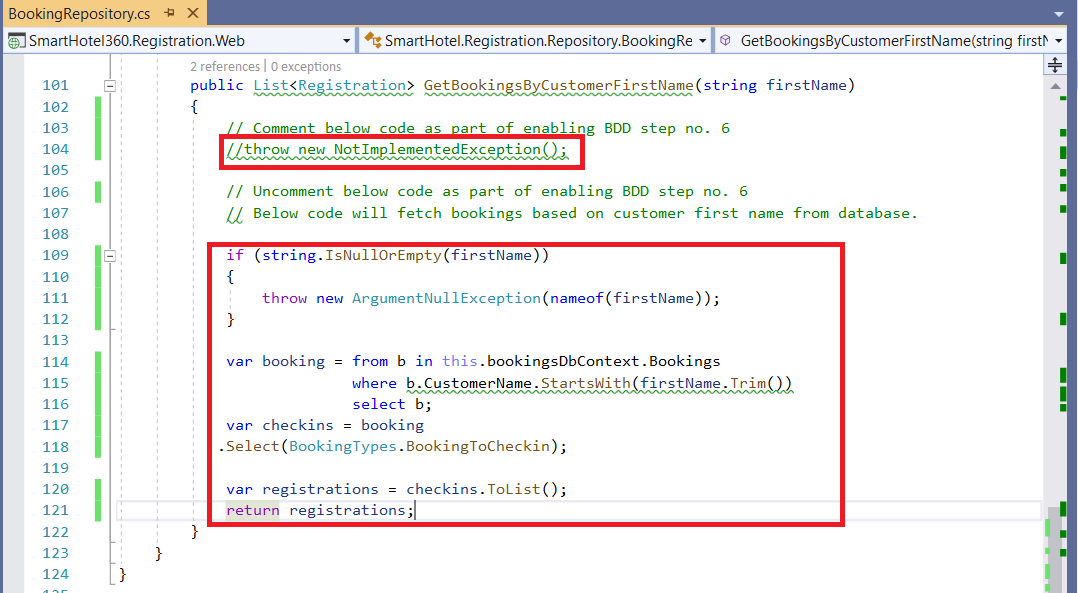 BookingRepository.cs
SmartHotel360.Registration.Web SmartHotel.Registration.Repository.BookingRe GetBookingsByCustomerFirstName(string firstN
2 references | 0 exceptions
101 public List<Registration> GetBookingsByCustomerFirstName(string firstName)
102 {
103 // Comment below code as part of enabling BDD step no. 6
104 //throw new NotImplementedException();
105
106 // Uncomment below code as part of enabling BDD step no. 6
107 // Below code will fetch bookings based on customer first name from database.
108
109 if (string.IsNullOrEmpty(firstName))
110 {
111 throw new ArgumentNullException(nameof(firstName));
112 }
113
114 var booking = from b in this.bookingsDbContext.Bookings
115 where b.CustomerName.StartsWith(firstName.Trim())
116 select b;
117 var checkins = booking
118 .Select(BookingTypes.BookingToCheckin);
119
120 var registrations = checkins.ToList();
121 return registrations;
122 }
123 }
124 }